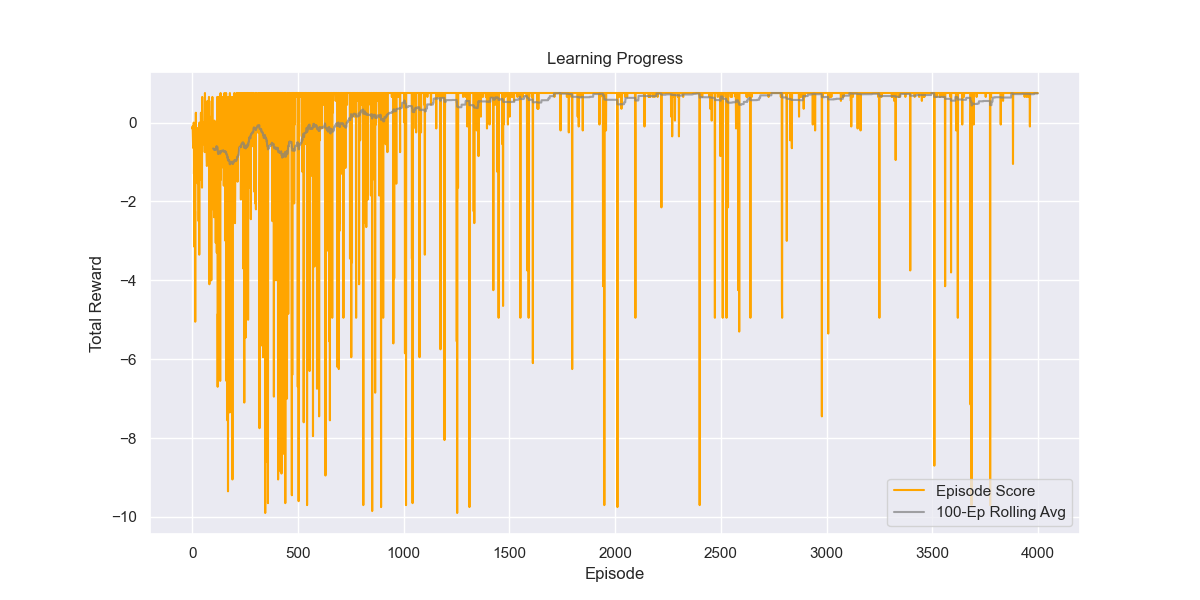 Learning Progress
Total Reward
0
−2
−4
−6
−8
−10
Episode Score
100-Ep Rolling Avg
0 500 1000 1500 2000 2500 3000 3500 4000
Episode